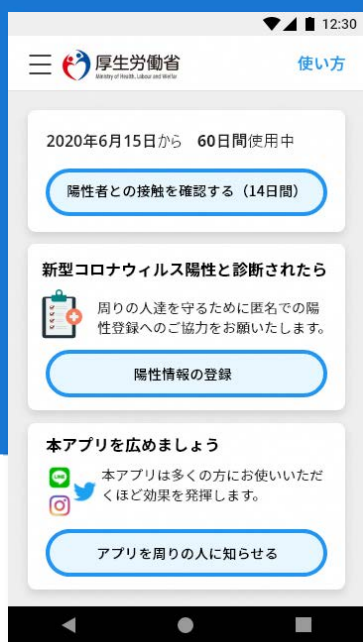 12:30
厚生労働省
Ministry of Health, Labour and Welfare
使い方
2020年6月15日から 60日間使用中
陽性者との接触を確認する（14日間）
新型コロナウィルス陽性と診断されたら
周りの人達を守るために匿名での陽
性登録へのご協力をお願いたします。
陽性情報の登録
本アプリを広めましょう
LINE
本アプリは多くの方にお使いいただ
くほど効果を発揮します。
アプリを周りの人に知らせる